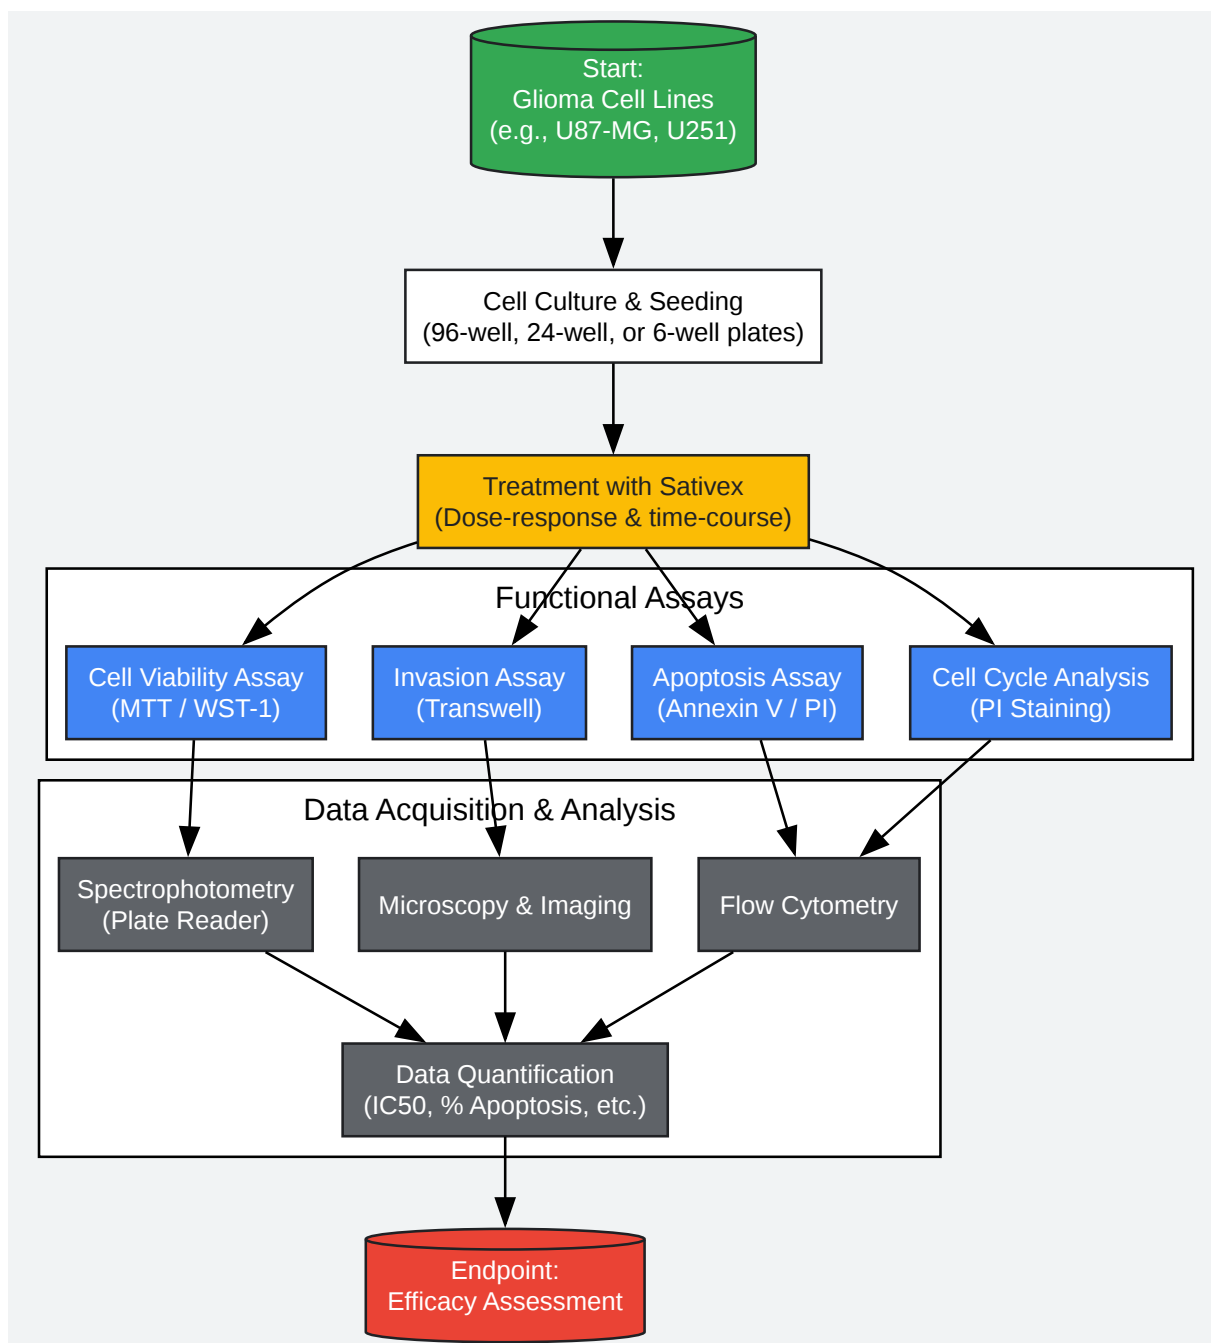 Start:
Glioma Cell Lines
(e.g., U87-MG, U251)
Cell Culture & Seeding
(96-well, 24-well, or 6-well plates)
Treatment with Sativex
(Dose-response & time-course)
Functional Assays
Cell Viability Assay
(MTT / WST-1)
Invasion Assay
(Transwell)
Apoptosis Assay
(Annexin V / PI)
Cell Cycle Analysis
(PI Staining)
Data Acquisition & Analysis
Spectrophotometry
(Plate Reader)
Microscopy & Imaging
Flow Cytometry
Data Quantification
(IC50, % Apoptosis, etc.)
Endpoint:
Efficacy Assessment